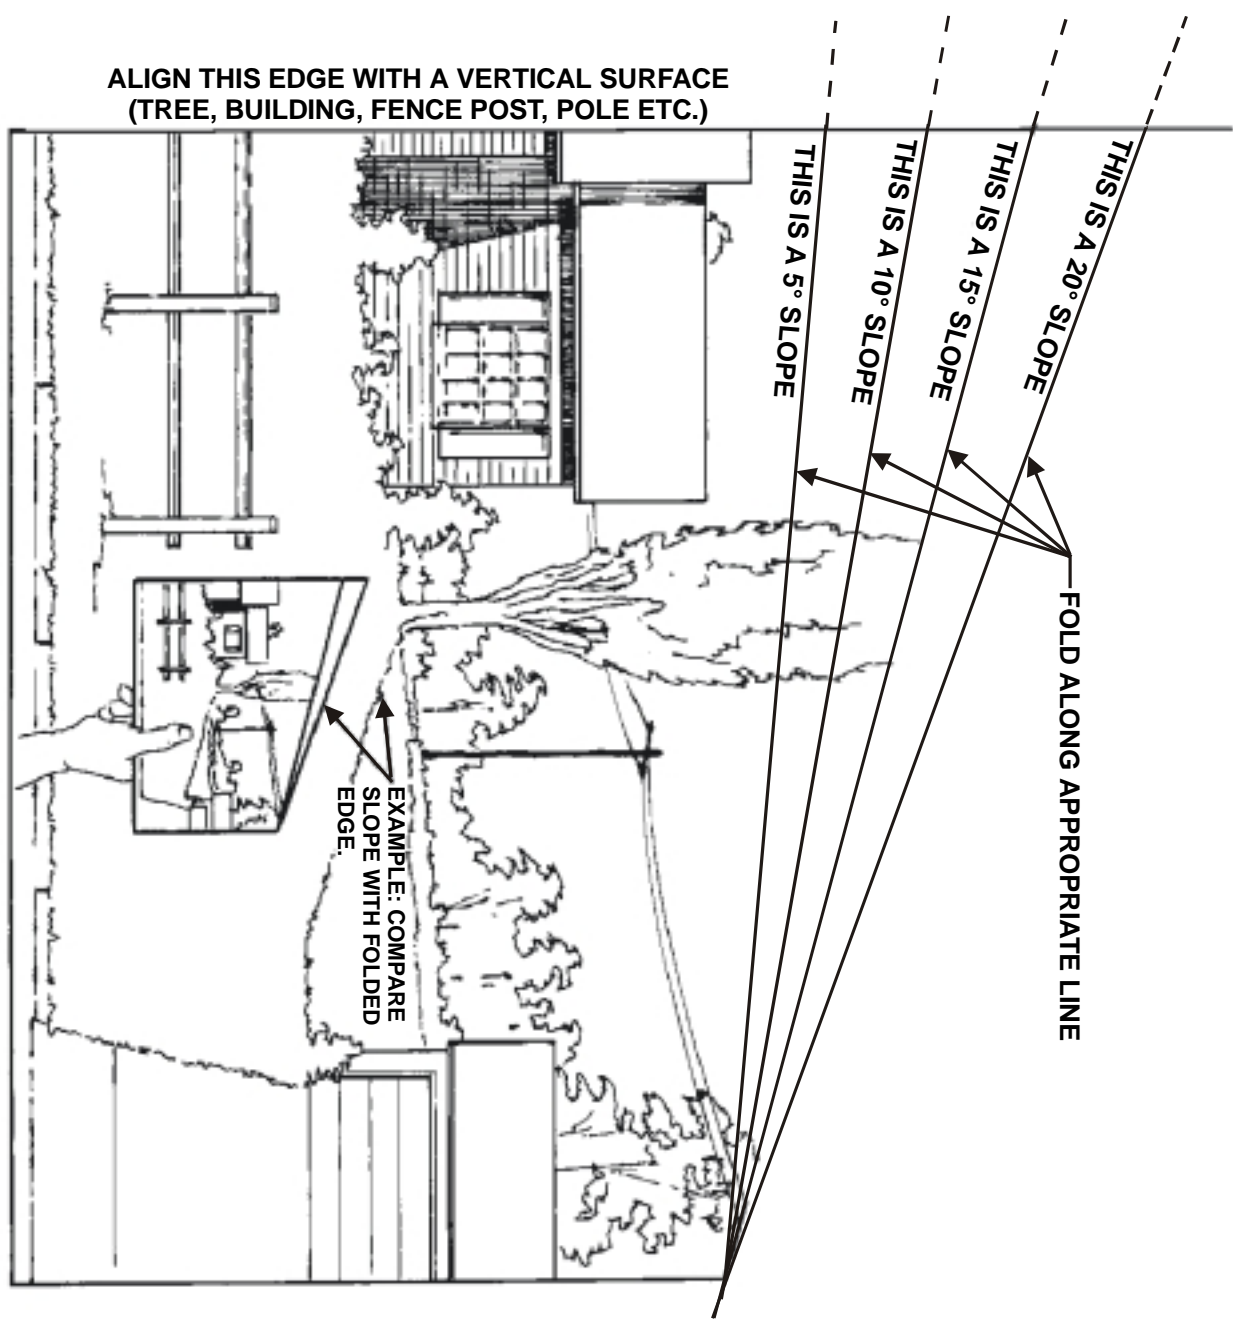 ALIGN THIS EDGE WITH A VERTICAL SURFACE
(TREE, BUILDING, FENCE POST, POLE ETC.)
THIS IS A 5° SLOPE
THIS IS A 10° SLOPE
THIS IS A 15° SLOPE
THIS IS A 20° SLOPE
FOLD ALONG APPROPRIATE LINE
EXAMPLE: COMPARE
SLOPE WITH FOLDED
EDGE.